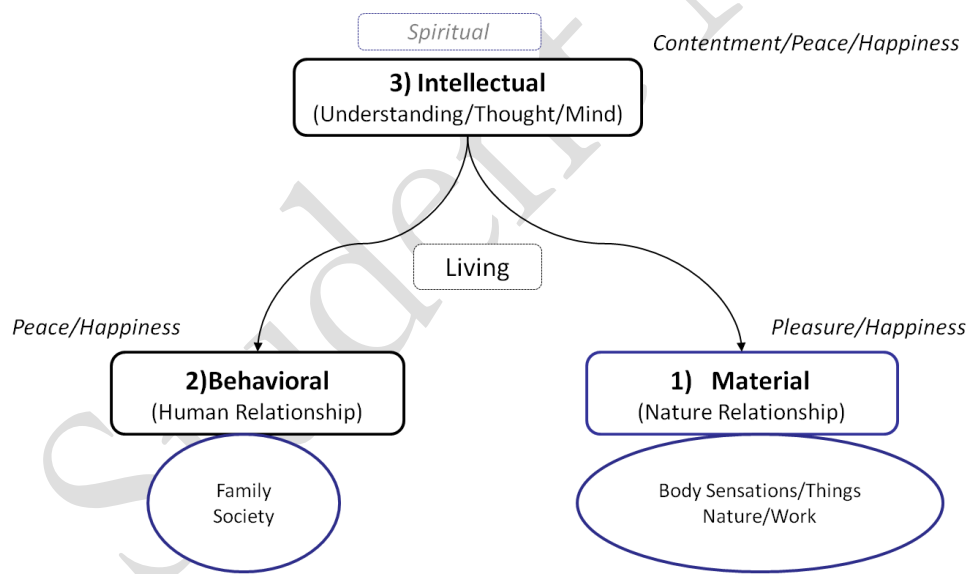 Spiritual
Contentment/Peace/Happiness
3) Intellectual
(Understanding/Thought/Mind)
Living
Peace/Happiness
Pleasure/Happiness
2)Behavioral
(Human Relationship)
1) Material
(Nature Relationship)
Family
Society
Body Sensations/Things
Nature/Work
Student